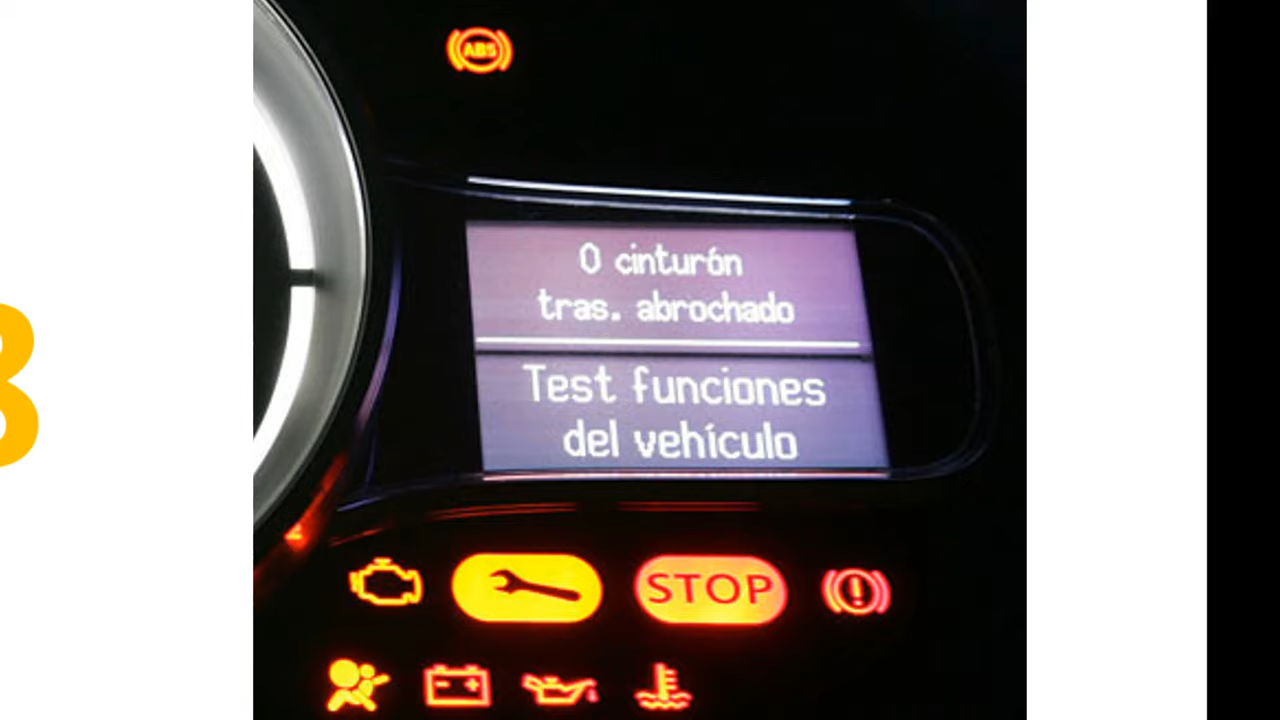 ABS
0 cinturón
tras. abrochado
Test funciones
del vehículo
STOP